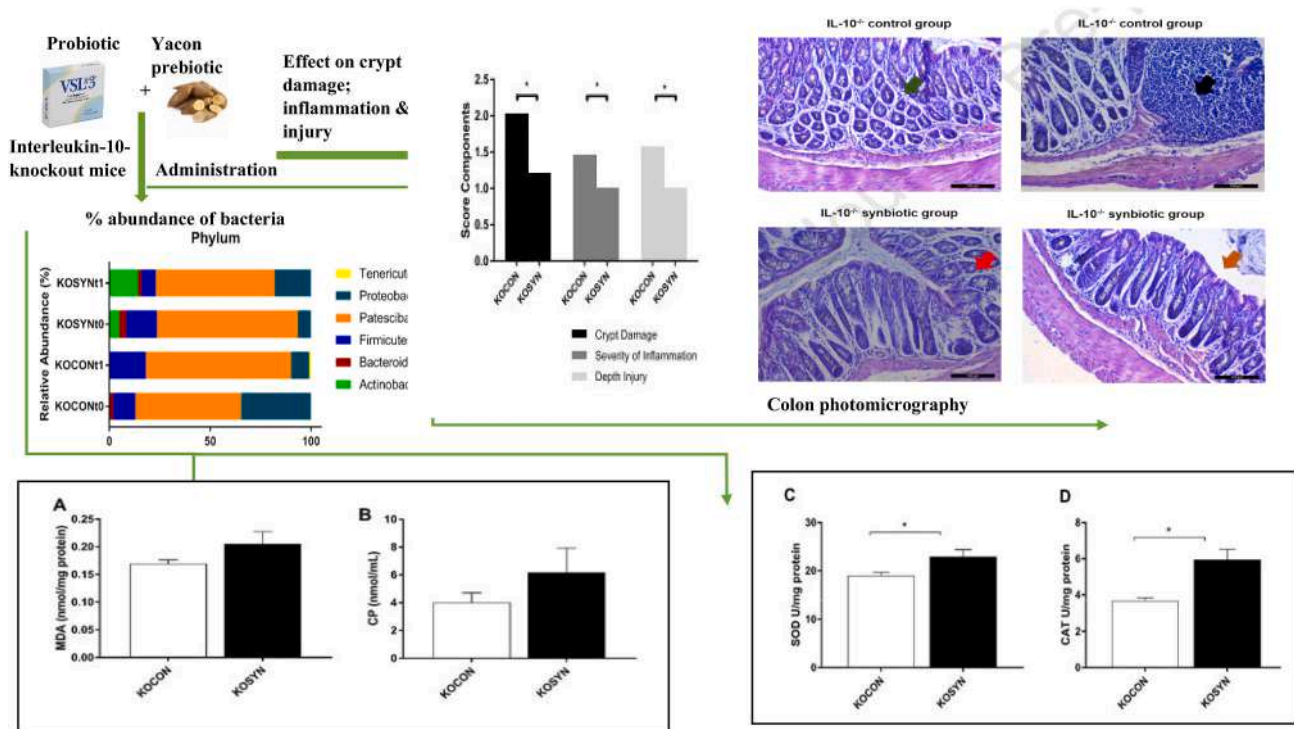 Probiotic
VSL#3
+
Yacon
prebiotic
Effect on crypt
damage;
inflammation &
injury
Interleukin-10-
knockout mice
Administration
% abundance of bacteria
Phylum
Relative Abundance (%)
KOSYNt1
KOSYNt0
KOCONt1
KOCONt0
0
50
100
Tenericut
Proteobac
Patescibac
Firmicute
Bacteroid
Actinobac
Score Components
2.5
2.0
1.5
1.0
0.5
0.0
*
*
*
KOCON
KOSYN
KOCON
KOSYN
KOCON
KOSYN
Crypt Damage
Severity of Inflammation
Depth Injury
IL-10-/- control group
IL-10-/- control group
IL-10-/- synbiotic group
IL-10-/- synbiotic group
Colon photomicrography
A
MDA (nmol/mg protein)
0.25
0.20
0.15
0.10
0.05
0.00
KOCON
KOSYN
B
CP (nmol/mL)
10
8
6
4
2
0
KOCON
KOSYN
C
SOD U/mg protein
30
20
10
0
*
KOCON
KOSYN
D
CAT U/mg protein
8
6
4
2
0
*
KOCON
KOSYN